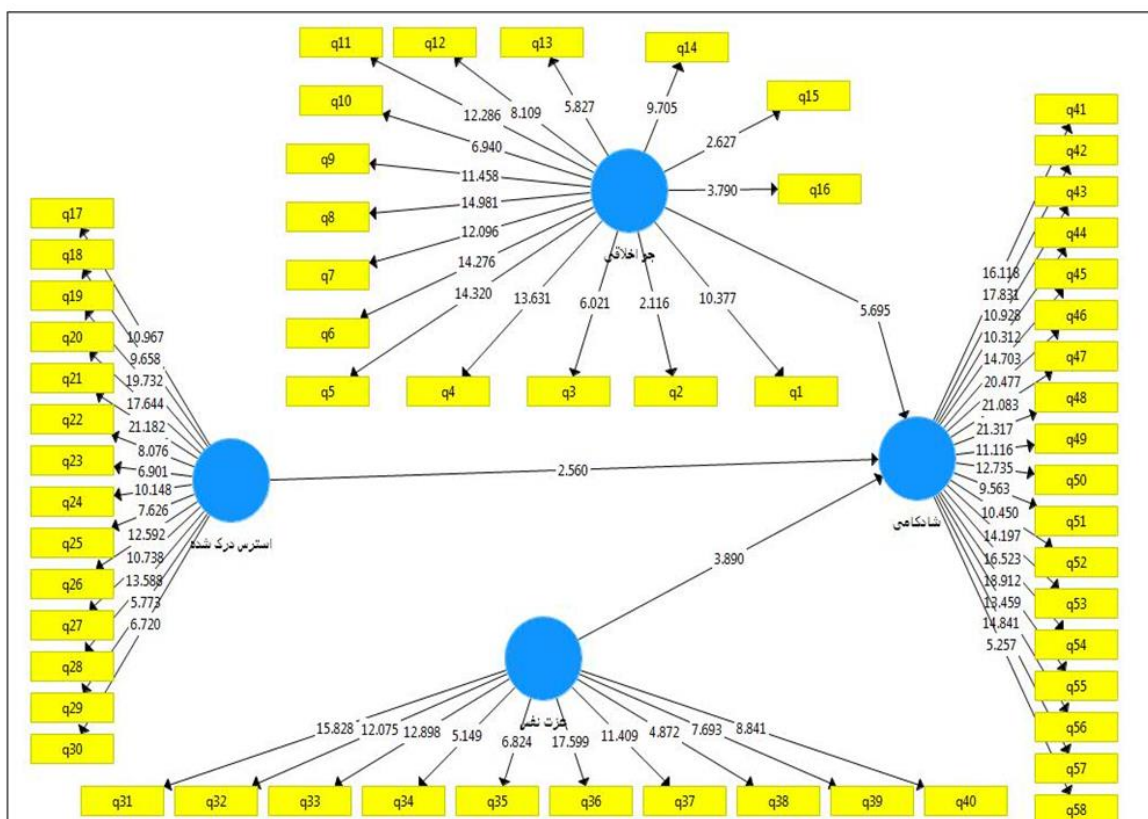 q11
q12
q13
q14
q10
q15
q9
q16
q8
q7
q6
q5
q4
q3
q2
q1
12.286
8.109
5.827
9.705
2.627
6.940
11.458
3.790
14.981
12.096
14.276
14.320
13.631
6.021
2.116
10.377
جو اخلاقی
5.695
q17
q18
q19
q20
q21
q22
q23
q24
q25
q26
q27
q28
q29
q30
10.967
9.658
19.732
17.644
21.182
8.076
6.901
10.148
7.626
12.592
10.738
13.588
5.773
6.720
استرس درک شده
2.560
3.890
q41
q42
q43
q44
q45
q46
q47
q48
q49
q50
q51
q52
q53
q54
q55
q56
q57
q58
16.118
17.831
10.928
10.312
14.703
20.477
21.083
21.317
11.116
12.735
9.563
10.450
14.197
16.523
18.912
13.459
14.841
5.257
شادکامی
عزت نفس
15.828
12.075
12.898
5.149
6.824
17.599
11.409
4.872
7.693
8.841
q31
q32
q33
q34
q35
q36
q37
q38
q39
q40